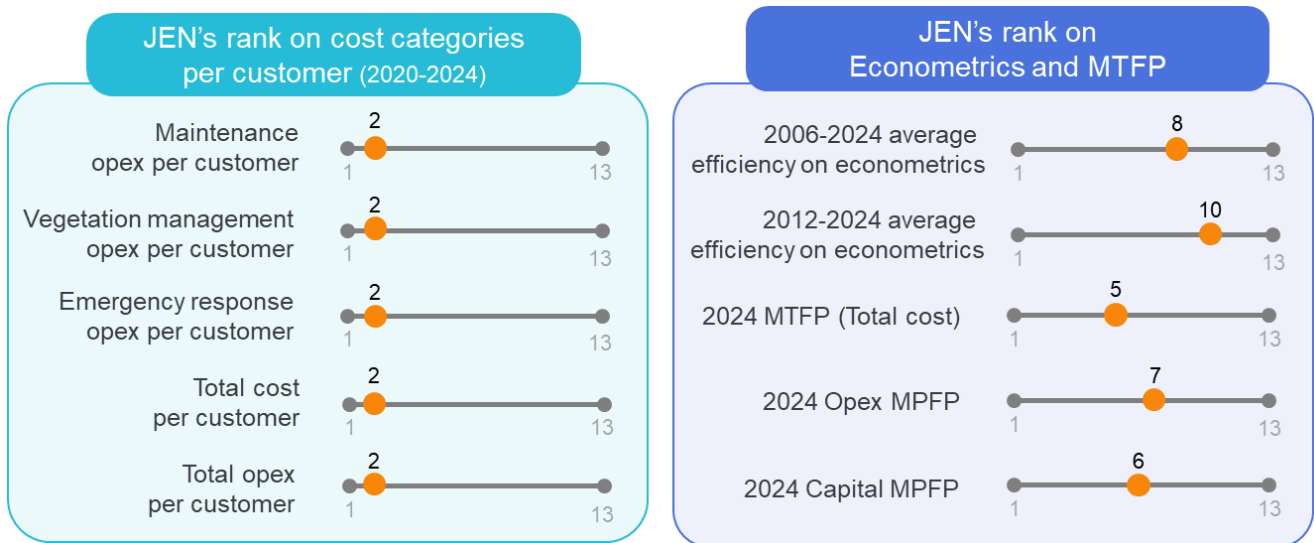 JEN's rank on cost categories
per customer (2020-2024)
Maintenance
opex per customer
2
1
13
Vegetation management
opex per customer
2
1
13
Emergency response
opex per customer
2
1
13
Total cost
per customer
2
1
13
Total opex
per customer
2
1
13
JEN's rank on
Econometrics and MTFP
2006-2024 average
efficiency on econometrics
8
1
13
2012-2024 average
efficiency on econometrics
10
1
13
2024 MTFP (Total cost)
5
1
13
2024 Opex MPFP
7
1
13
2024 Capital MPFP
6
1
13